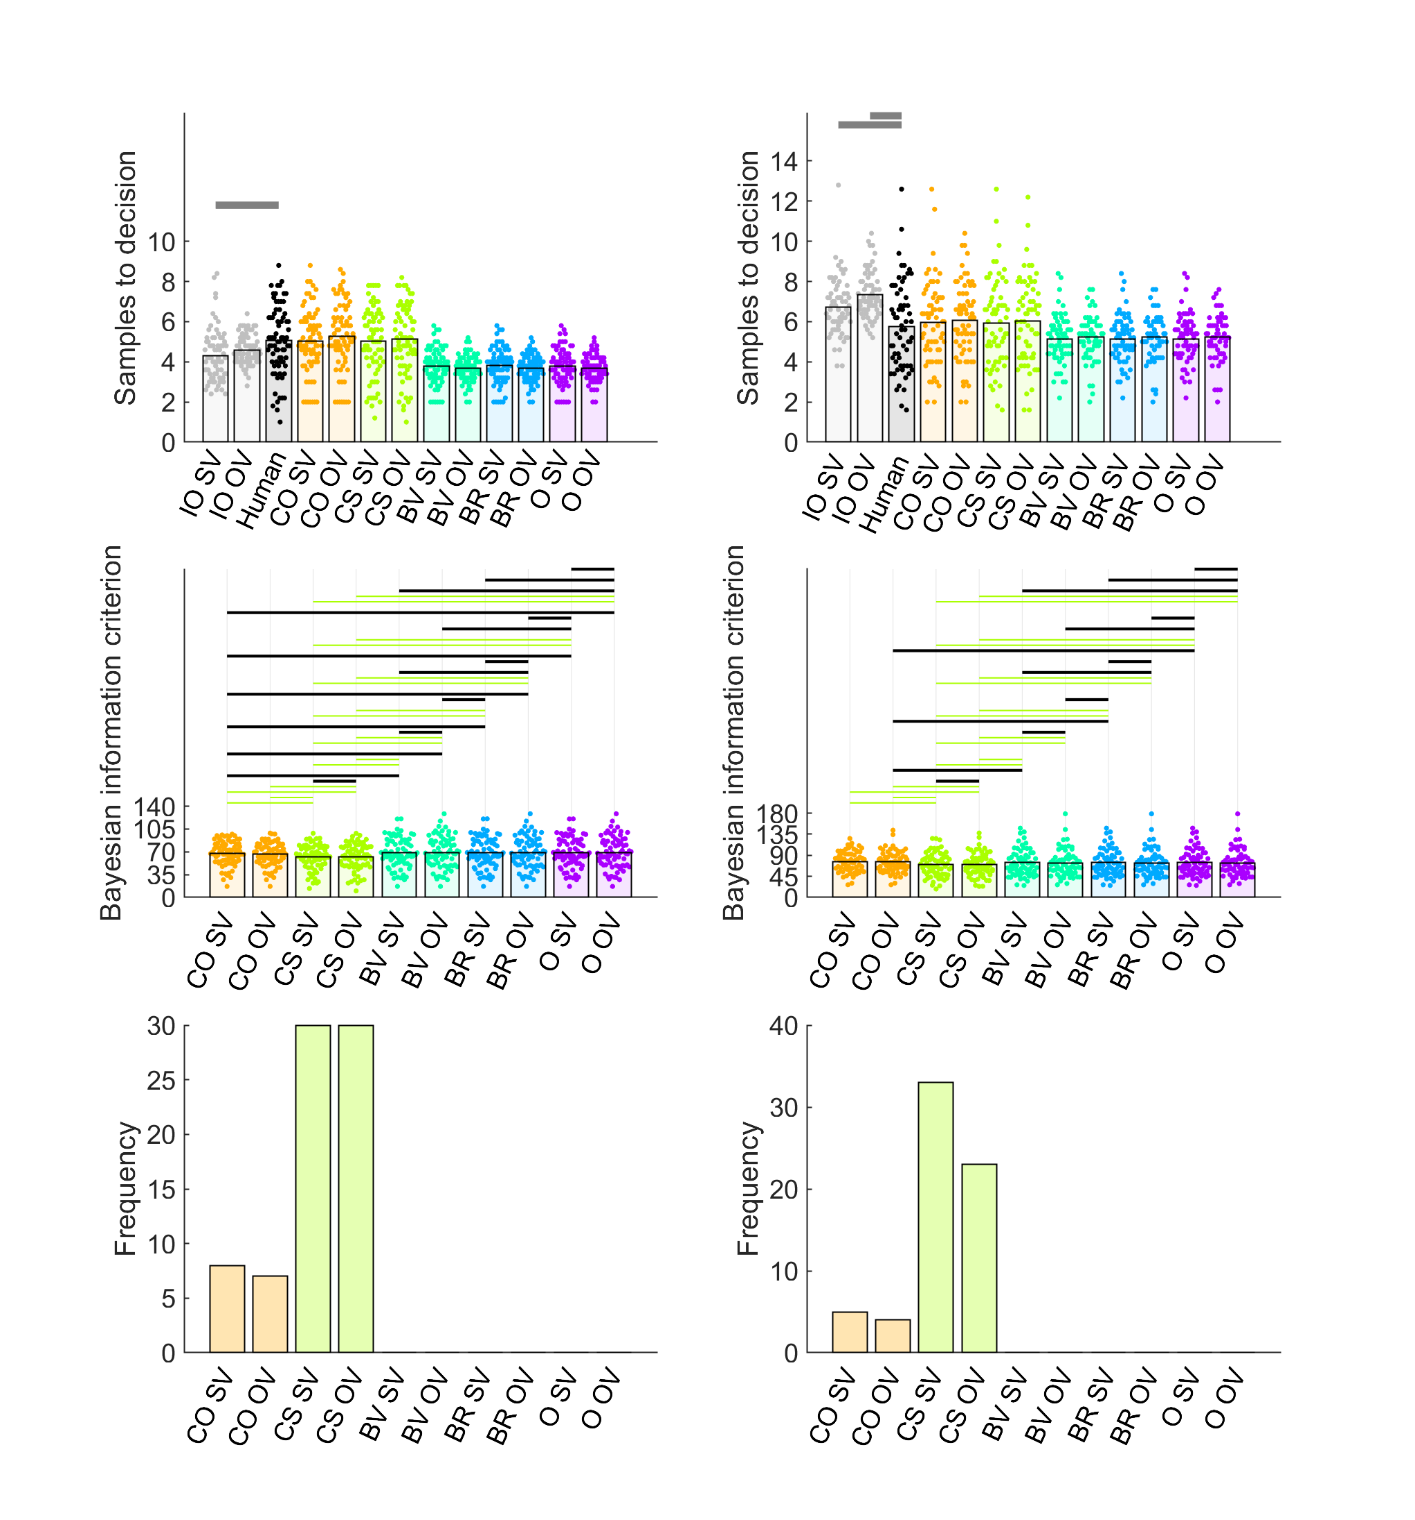 Samples to decision
10
8
6
4
2
0
IO SV
IO OV
Human
CO SV
CO OV
CS SV
CS OV
BV SV
BV OV
BR SV
BR OV
O SV
O OV
Samples to decision
14
12
10
8
6
4
2
0
IO SV
IO OV
Human
CO SV
CO OV
CS SV
CS OV
BV SV
BV OV
BR SV
BR OV
O SV
O OV
Bayesian information criterion
140
105
70
35
0
CO SV
CO OV
CS SV
CS OV
BV SV
BV OV
BR SV
BR OV
O SV
O OV
Bayesian information criterion
180
135
90
45
0
CO SV
CO OV
CS SV
CS OV
BV SV
BV OV
BR SV
BR OV
O SV
O OV
Frequency
30
25
20
15
10
5
0
CO SV
CO OV
CS SV
CS OV
BV SV
BV OV
BR SV
BR OV
O SV
O OV
Frequency
40
30
20
10
0
CO SV
CO OV
CS SV
CS OV
BV SV
BV OV
BR SV
BR OV
O SV
O OV